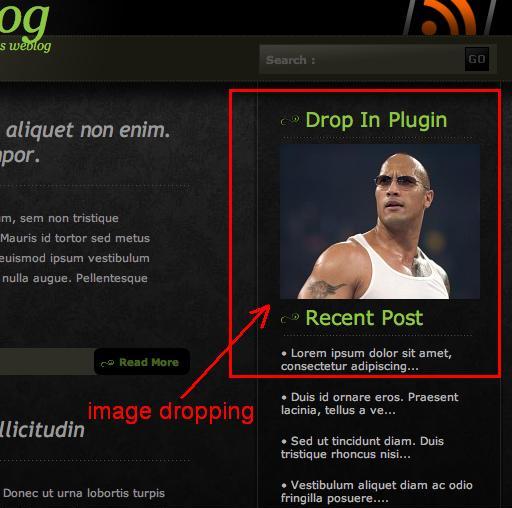 og
s weblog
Search :
GO
aliquet non enim.
mpor.
um, sem non tristique
Mauris id tortor sed metus
euismod ipsum vestibulum
nulla augue. Pellentesque
Read More
llicitudin
Donec ut urna lobortis turpis
Drop In Plugin
Recent Post
• Lorem ipsum dolor sit amet,
consectetur adipiscing...
• Duis id ornare eros. Praesent
lacinia, tellus a ve...
• Sed ut tincidunt diam. Duis
tristique rhoncus nisi...
• Vestibulum aliquet diam ac odio
fringilla posuere....
image dropping